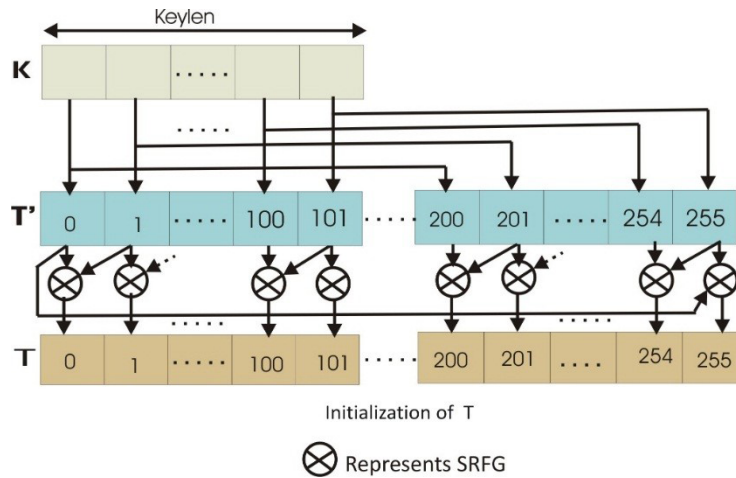 Keylen
K ·····
·····
T' 0 1 ····· 100 101 ····· 200 201 ····· 254 255
····· ·····
T 0 1 ····· 100 101 ····· 200 201 ···· 254 255
Initialization of T
Represents SRFG